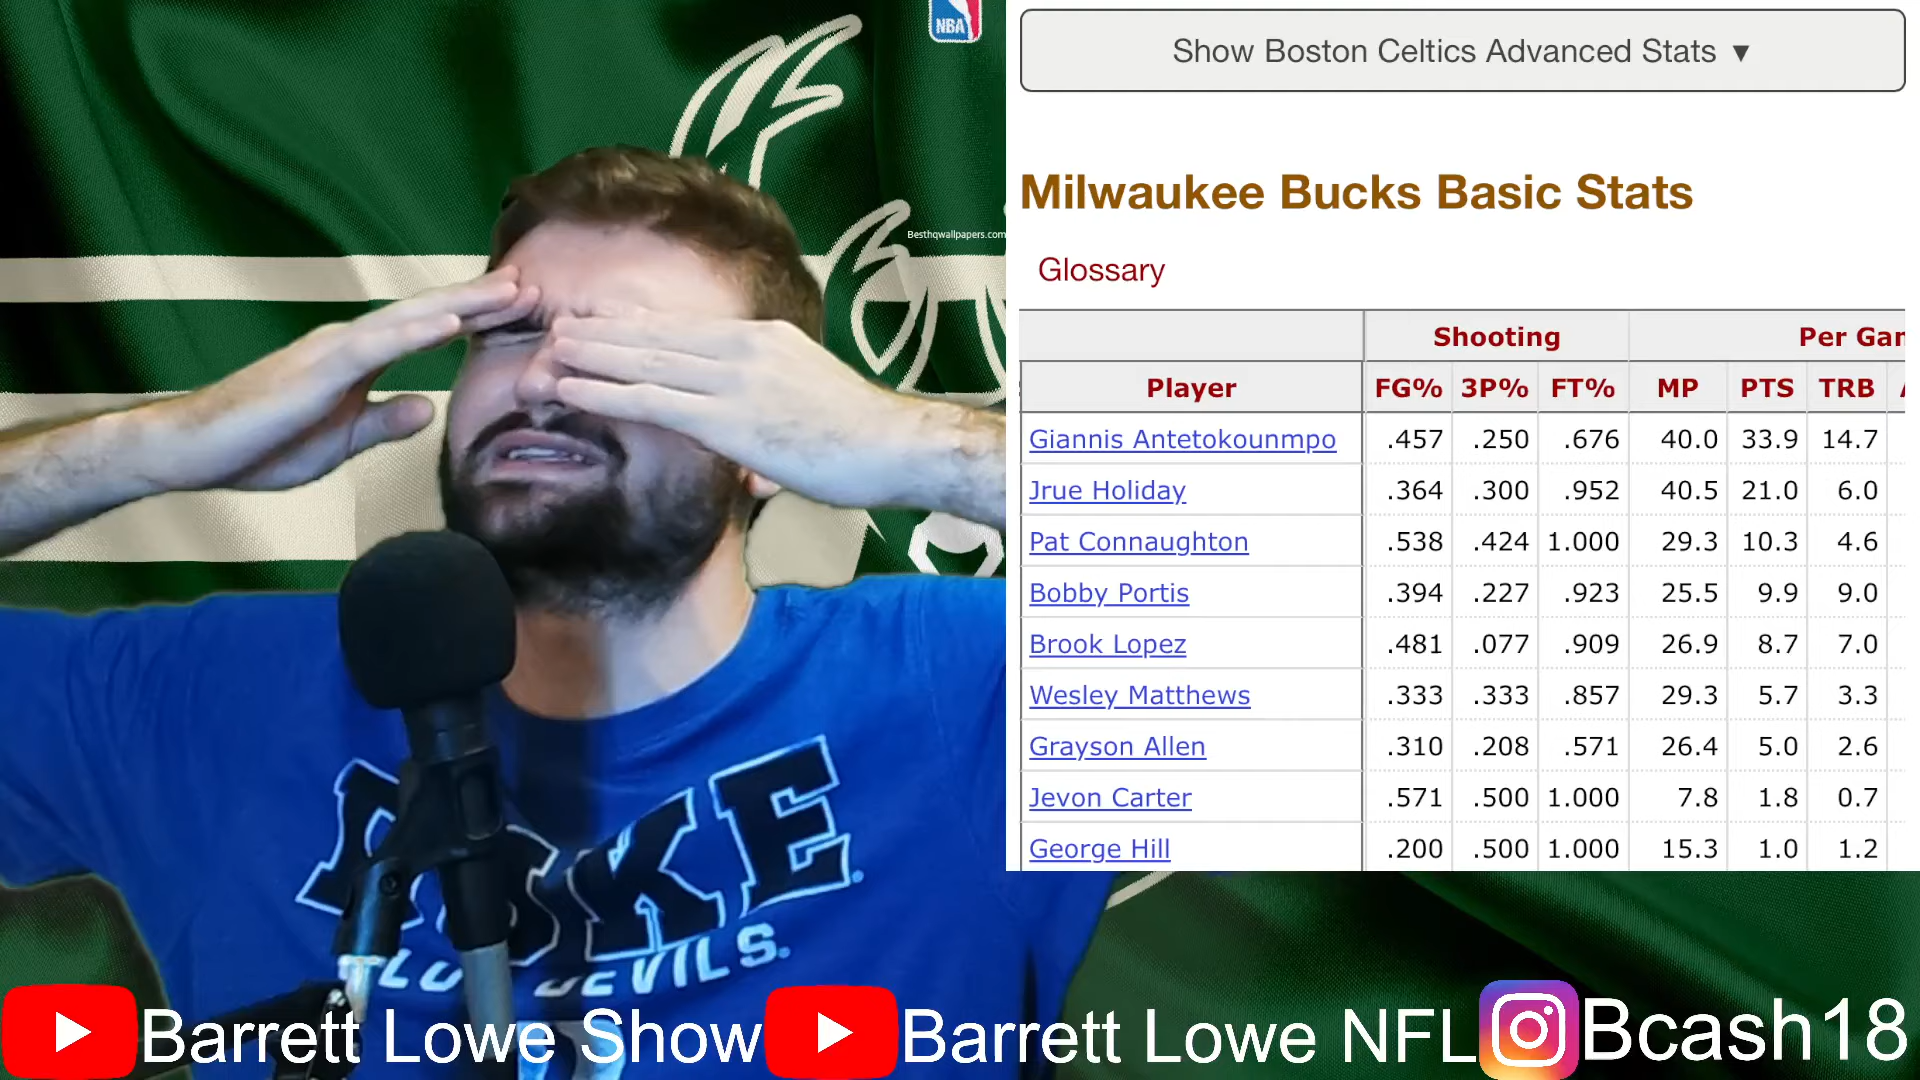 NBA
Besthqwallpapers.com
Show Boston Celtics Advanced Stats ▼
Milwaukee Bucks Basic Stats
Glossary
Shooting Per Gar
Player FG% 3P% FT% MP PTS TRB
Giannis Antetokounmpo .457 .250 .676 40.0 33.9 14.7
Jrue Holiday .364 .300 .952 40.5 21.0 6.0
Pat Connaughton .538 .424 1.000 29.3 10.3 4.6
Bobby Portis .394 .227 .923 25.5 9.9 9.0
Brook Lopez .481 .077 .909 26.9 8.7 7.0
Wesley Matthews .333 .333 .857 29.3 5.7 3.3
Grayson Allen .310 .208 .571 26.4 5.0 2.6
Jevon Carter .571 .500 1.000 7.8 1.8 0.7
George Hill .200 .500 1.000 15.3 1.0 1.2
Barrett Lowe Show Barrett Lowe NFL Bcash18